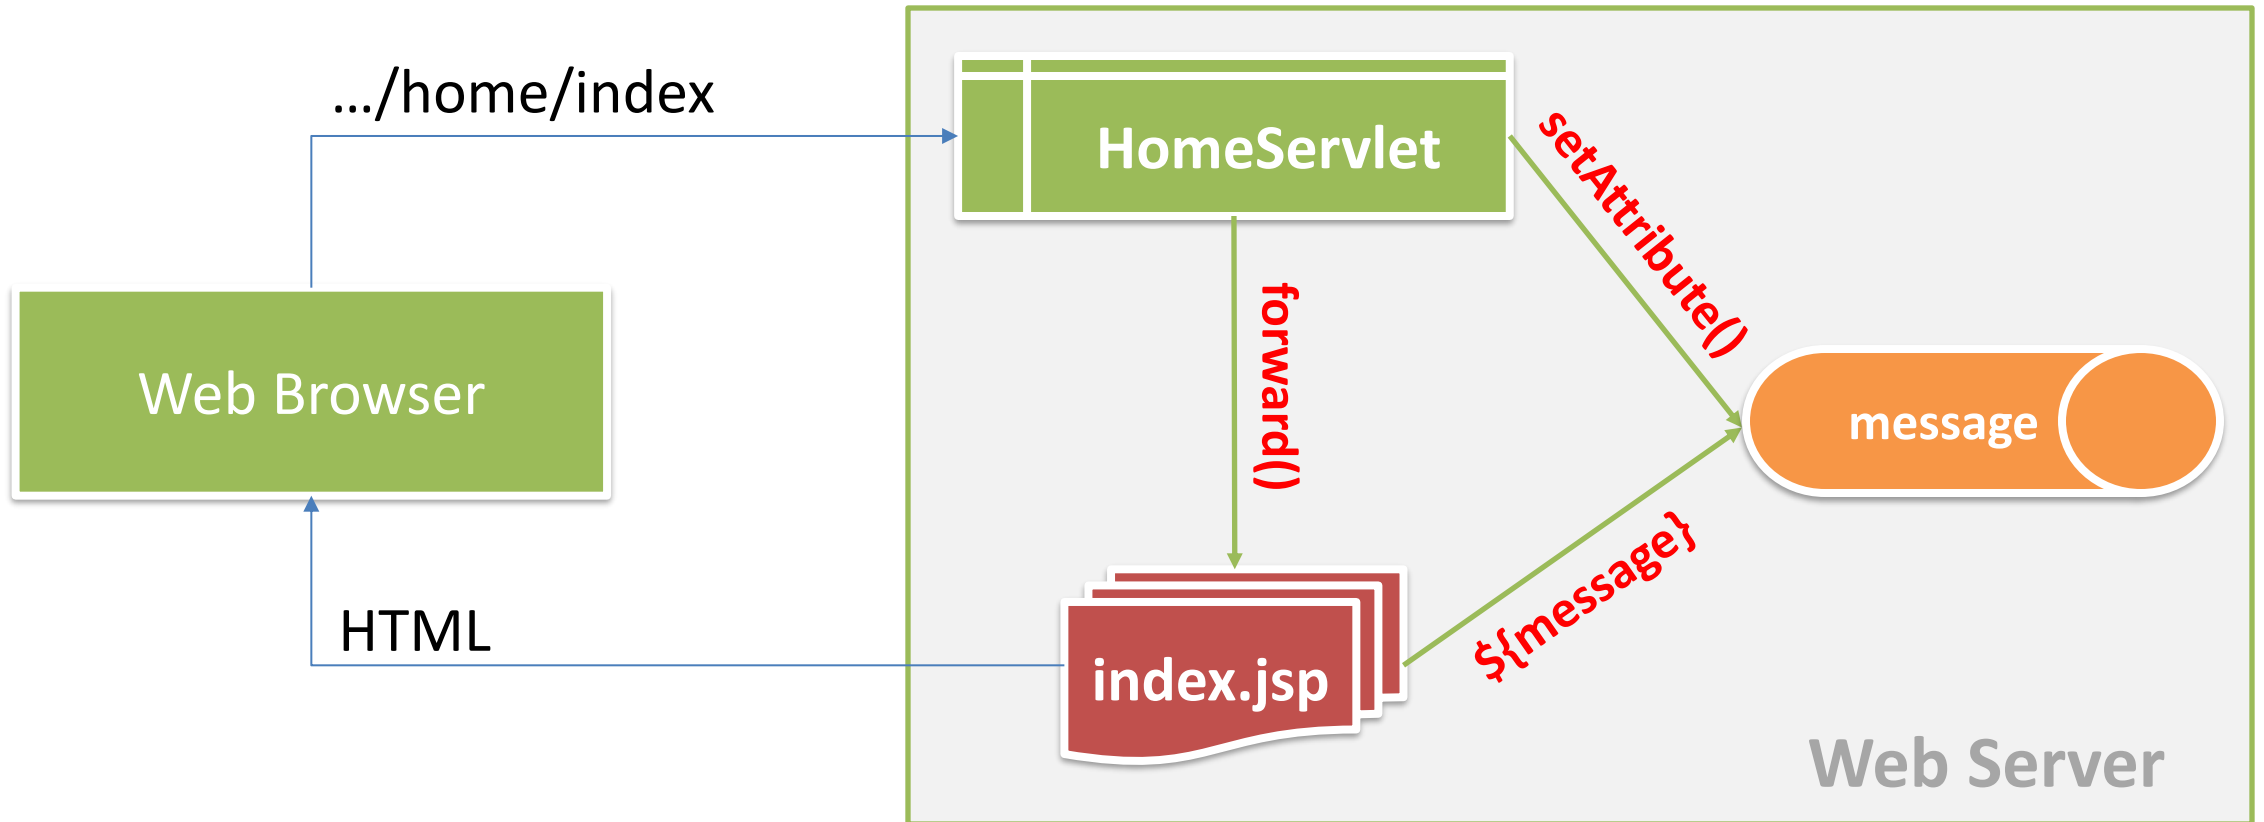 .../home/index
HomeServlet
setAttribute()
forward()
Web Browser
message
${message}
HTML
index.jsp
Web Server